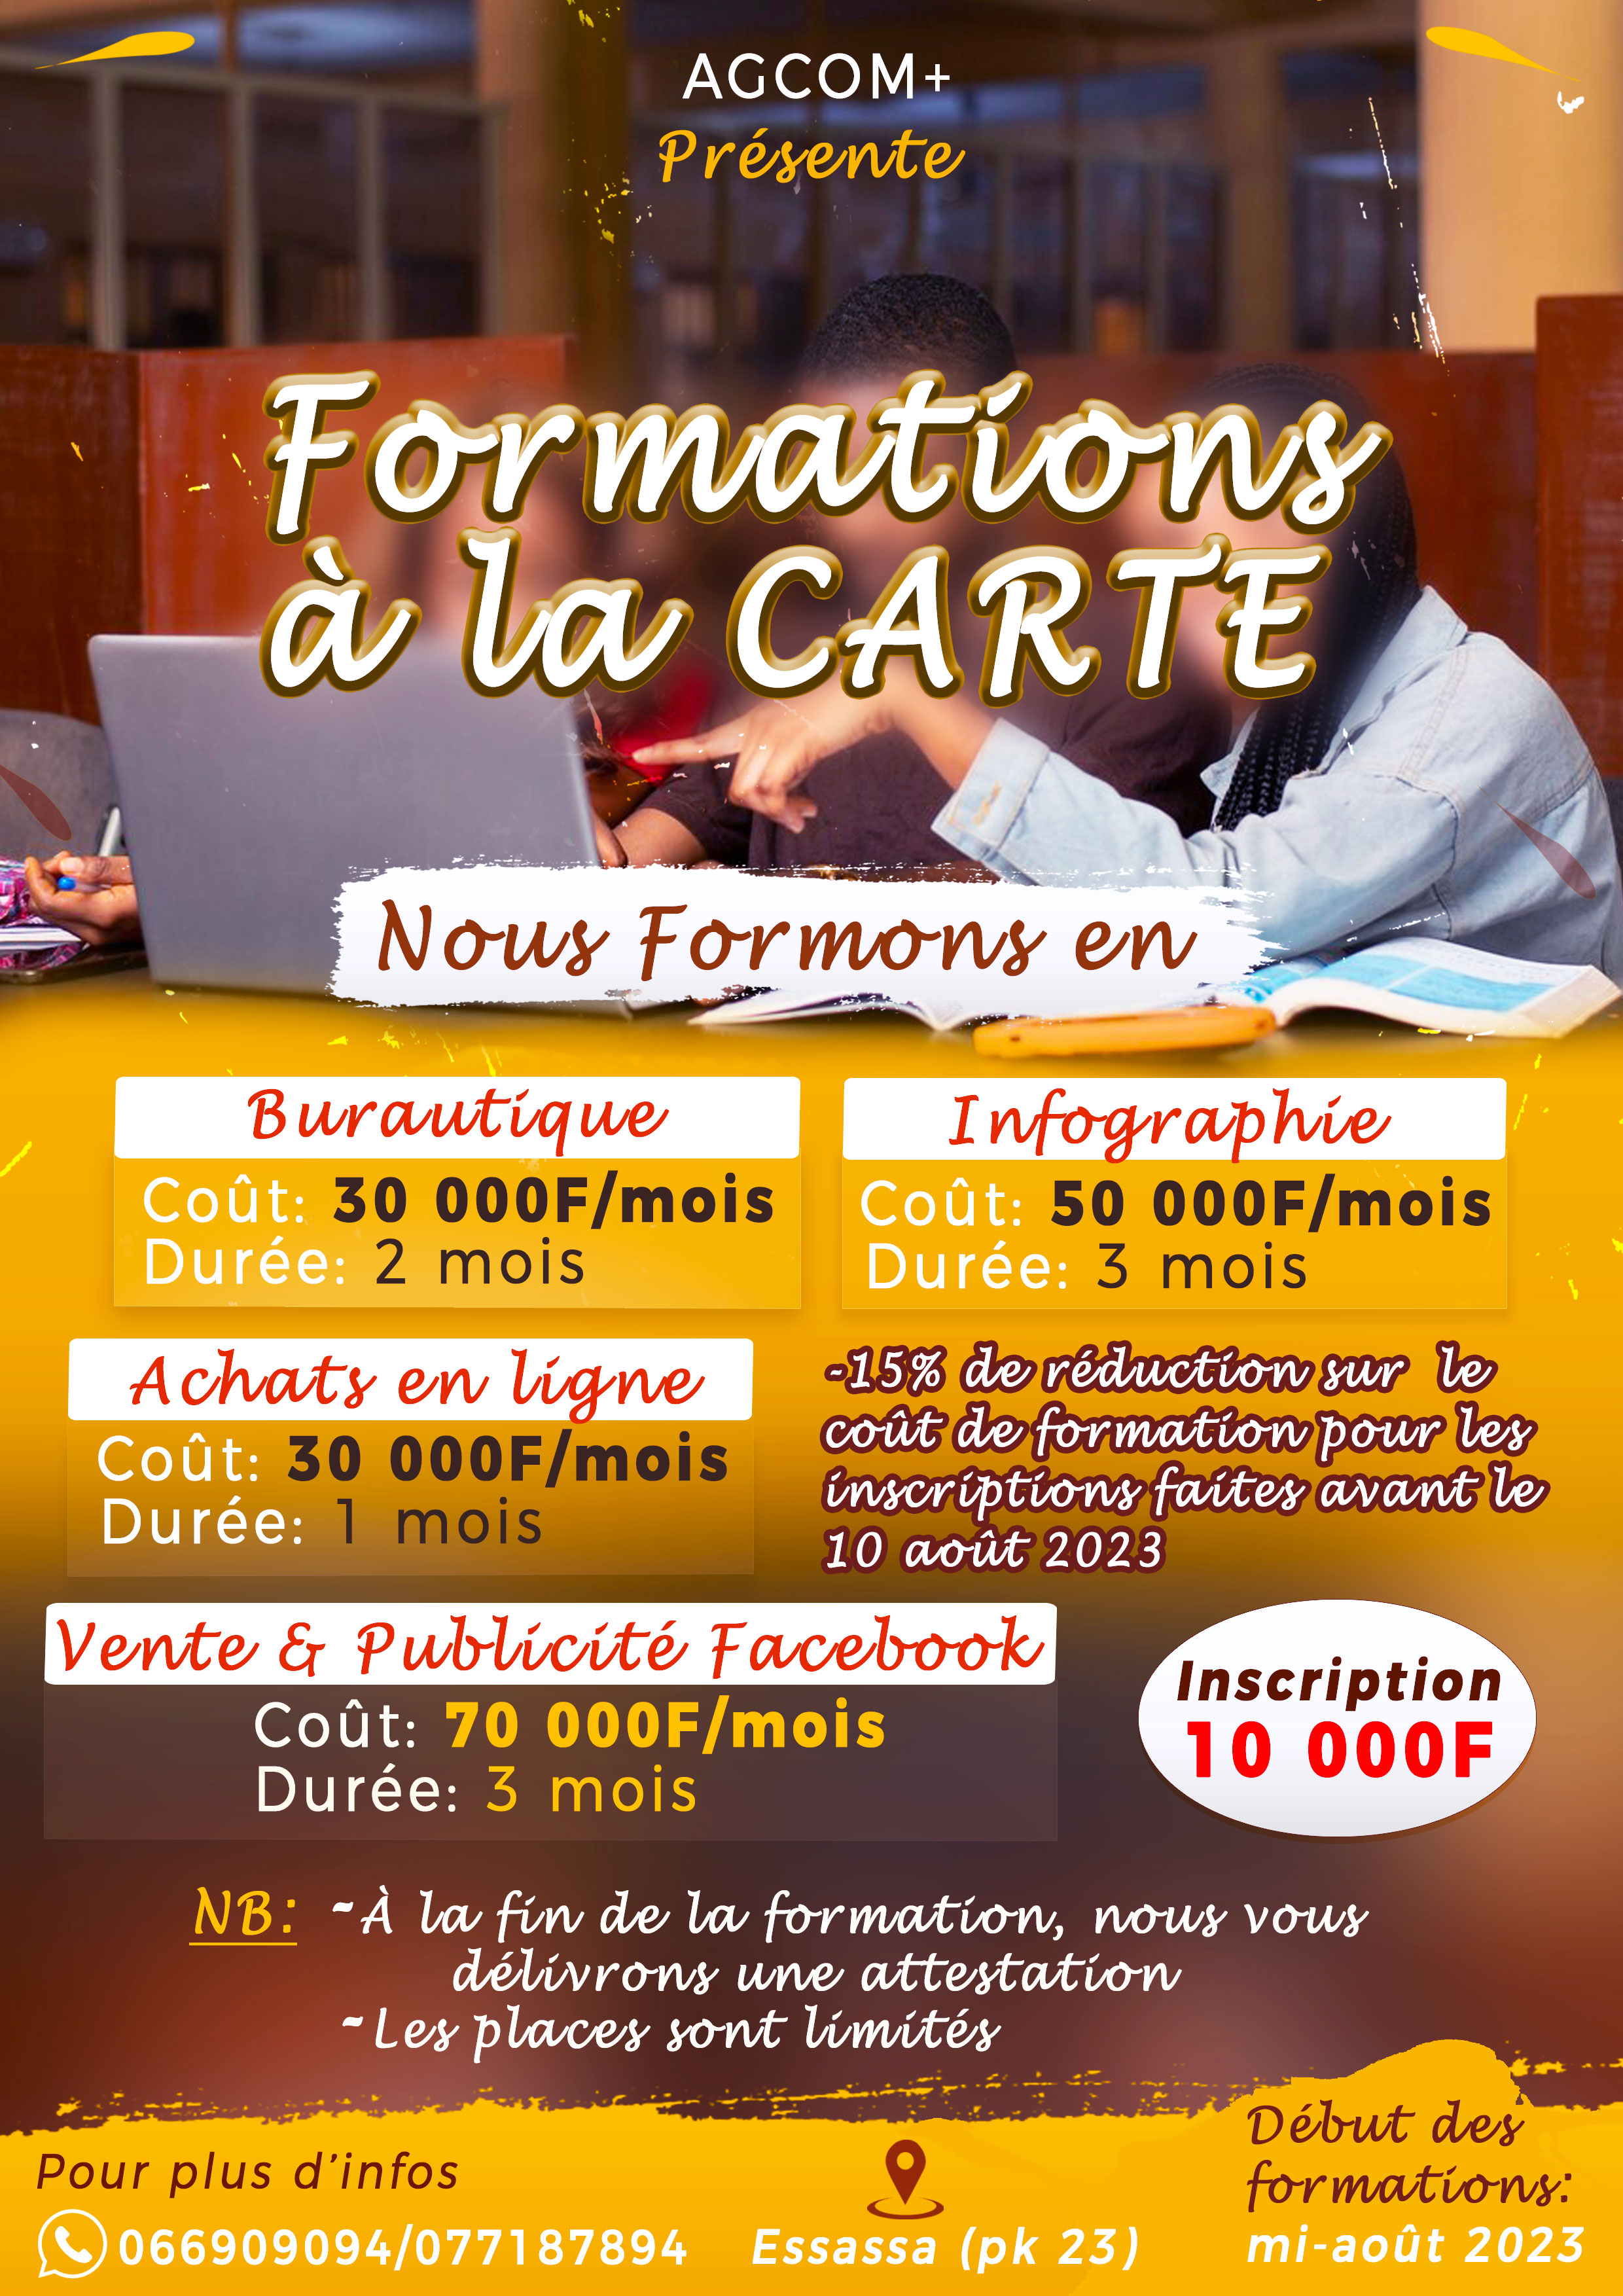 AGCOM+
Présente
Formations
à la CARTE
Nous Formons en
Burautique
Coût: 30 000F/mois
Durée: 2 mois
Infographie
Coût: 50 000F/mois
Durée: 3 mois
Achats en ligne
Coût: 30 000F/mois
Durée: 1 mois
-15% de réduction sur le
coût de formation pour les
inscriptions faites avant le
10 août 2023
Vente & Publicité Facebook
Coût: 70 000F/mois
Durée: 3 mois
Inscription
10 000F
NB: ~À la fin de la formation, nous vous
délivrons une attestation
~Les places sont limités
Pour plus d'infos
066909094/077187894
Essassa (pk 23)
Début des
formations:
mi-août 2023